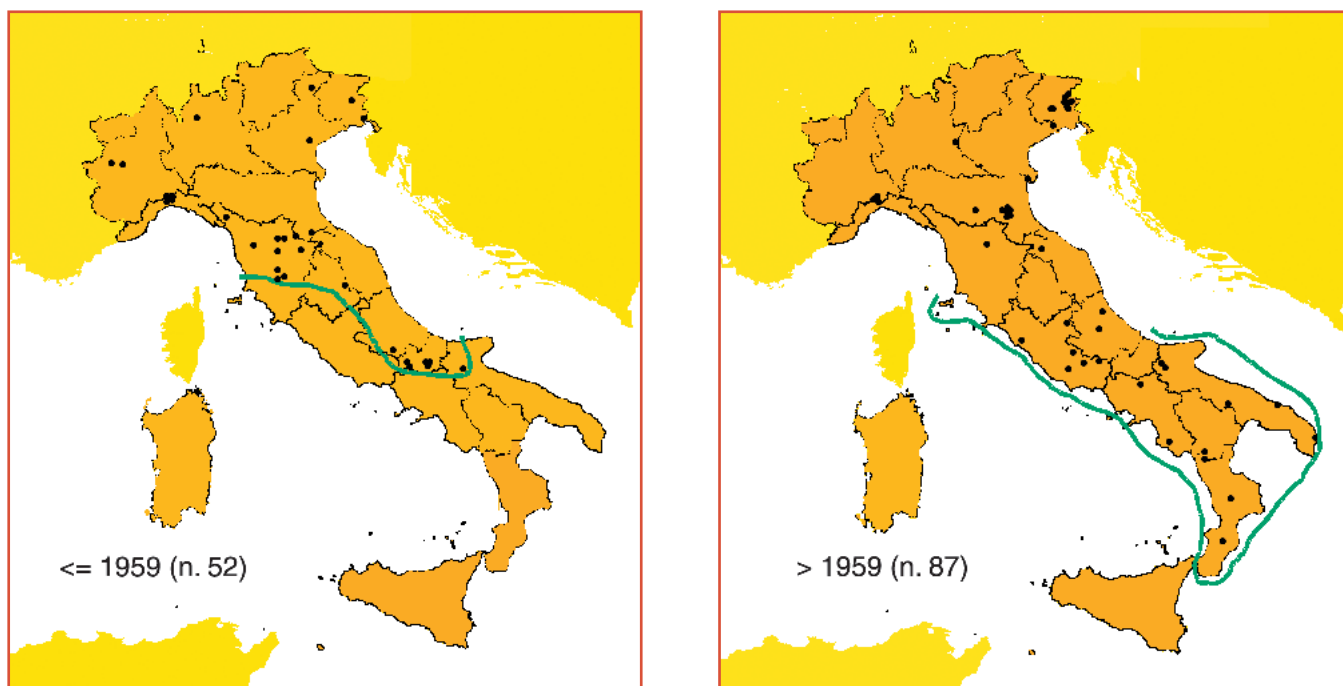 <= 1959 (n. 52)
> 1959 (n. 87)